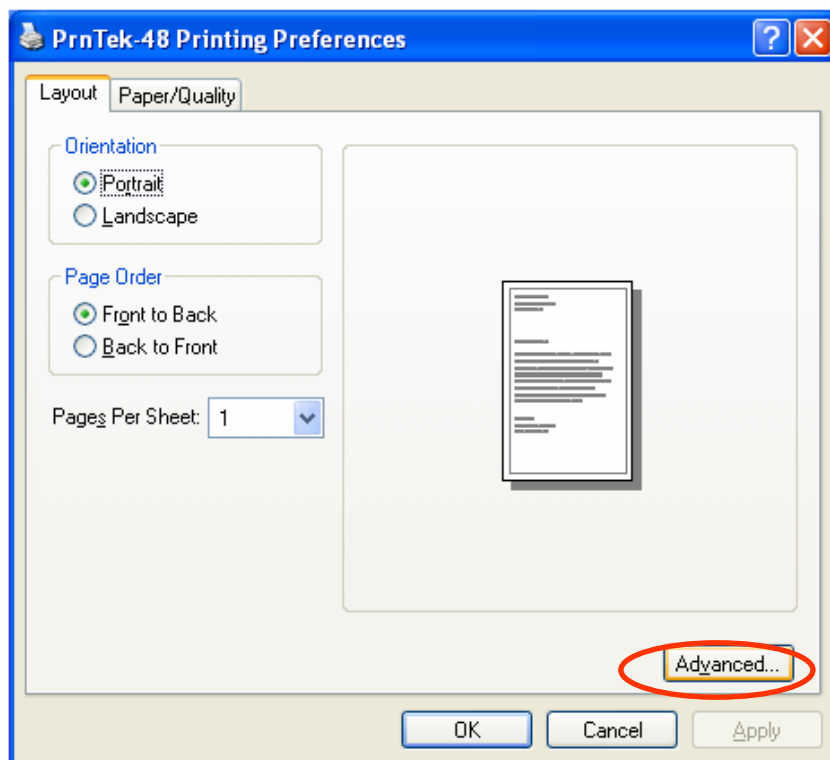 PrnTek-48 Printing Preferences
Layout Paper/Quality
Orientation
Portrait
Landscape
Page Order
Front to Back
Back to Front
Pages Per Sheet: 1
Advanced...
OK Cancel Apply